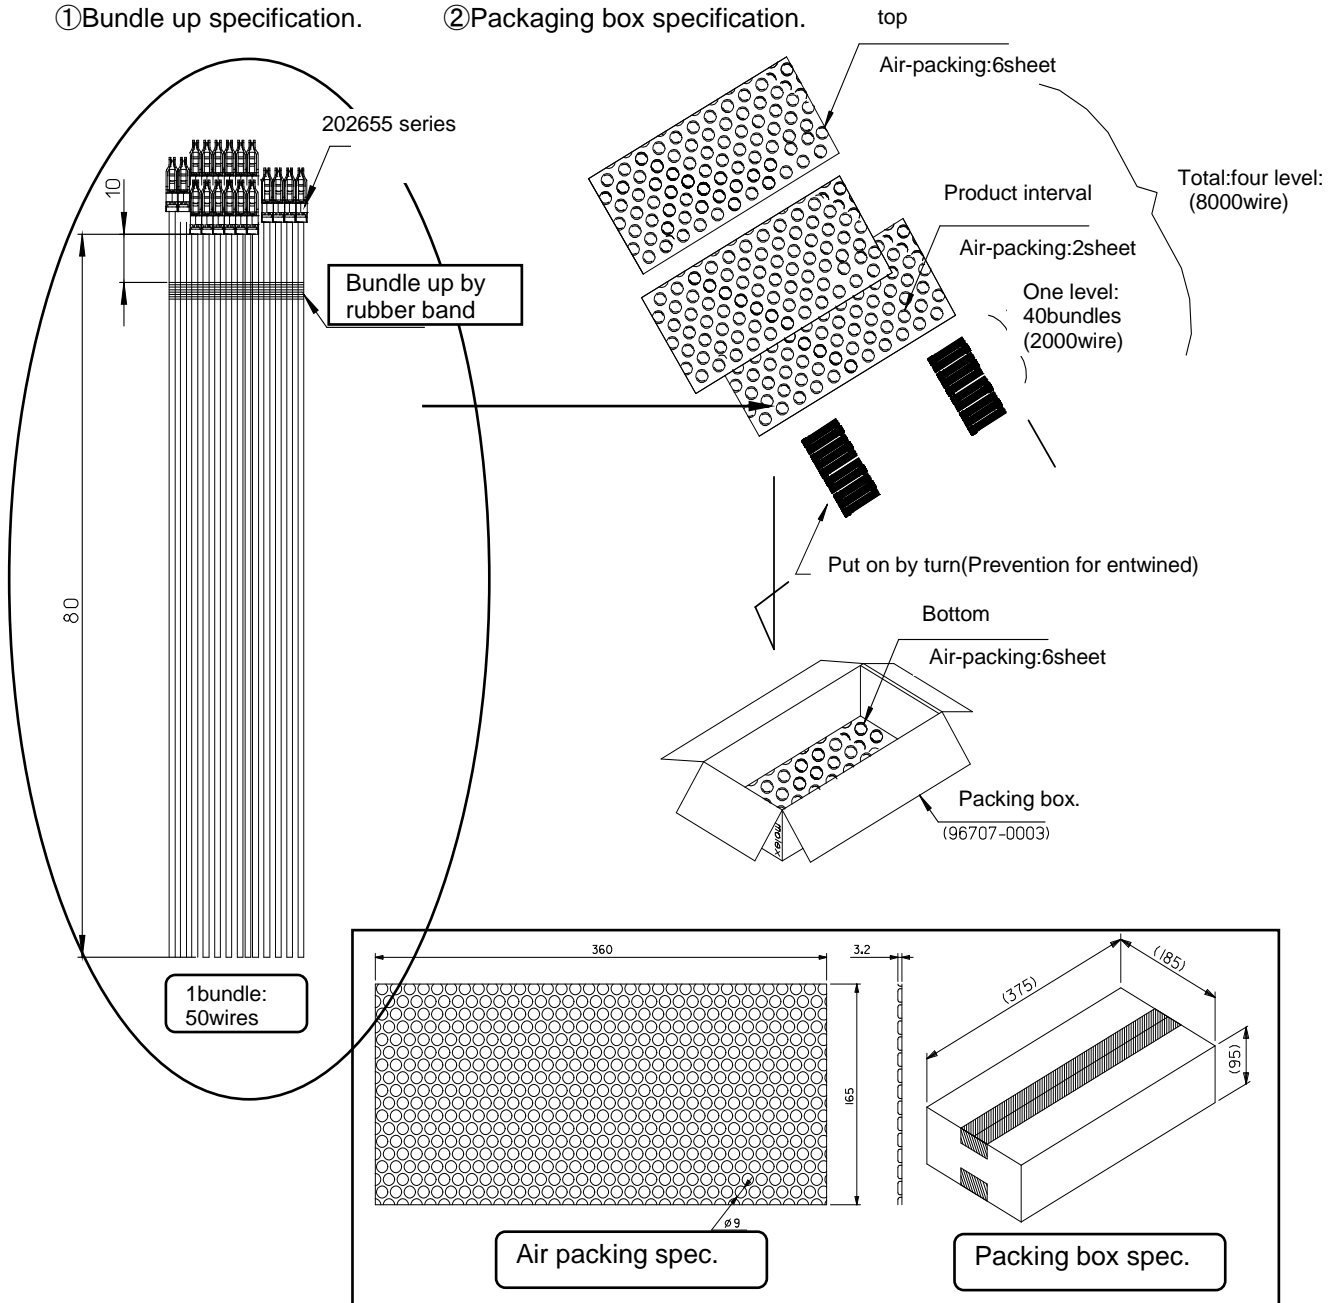 ①Bundle up specification.
②Packaging box specification.
top
Air-packing:6sheet
202655 series
10
Product interval
Air-packing:2sheet
Total:four level:
(8000wire)
Bundle up by
rubber band
One level:
40bundles
(2000wire)
80
Put on by turn(Prevention for entwined)
Bottom
Air-packing:6sheet
Packing box.
(96707-0003)
molex
1bundle:
50wires
360
3.2
165
ø9
Air packing spec.
(375)
(185)
(95)
Packing box spec.